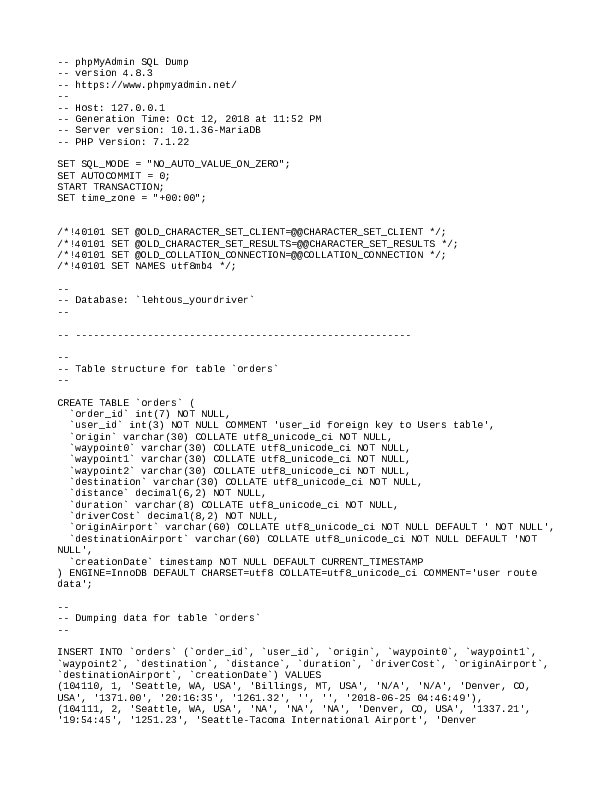 -- phpMyAdmin SQL Dump
-- version 4.8.3
-- https://www.phpmyadmin.net/
--
-- Host: 127.0.0.1
-- Generation Time: Oct 12, 2018 at 11:52 PM
-- Server version: 10.1.36-MariaDB
-- PHP Version: 7.1.22
SET SQL_MODE = "NO_AUTO_VALUE_ON_ZERO";
SET AUTOCOMMIT = 0;
START TRANSACTION;
SET time_zone = "+00:00";
/*!40101 SET @OLD_CHARACTER_SET_CLIENT=@@CHARACTER_SET_CLIENT */;
/*!40101 SET @OLD_CHARACTER_SET_RESULTS=@@CHARACTER_SET_RESULTS */;
/*!40101 SET @OLD_COLLATION_CONNECTION=@@COLLATION_CONNECTION */;
/*!40101 SET NAMES utf8mb4 */;
--
-- Database: `lehtous_yourdriver`
--
-- --------------------------------------------------------
--
-- Table structure for table `orders`
--
CREATE TABLE `orders` (
  `order_id` int(7) NOT NULL,
  `user_id` int(3) NOT NULL COMMENT 'user_id foreign key to Users table',
  `origin` varchar(30) COLLATE utf8_unicode_ci NOT NULL,
  `waypoint0` varchar(30) COLLATE utf8_unicode_ci NOT NULL,
  `waypoint1` varchar(30) COLLATE utf8_unicode_ci NOT NULL,
  `waypoint2` varchar(30) COLLATE utf8_unicode_ci NOT NULL,
  `destination` varchar(30) COLLATE utf8_unicode_ci NOT NULL,
  `distance` decimal(6,2) NOT NULL,
  `duration` varchar(8) COLLATE utf8_unicode_ci NOT NULL,
  `driverCost` decimal(8,2) NOT NULL,
  `originAirport` varchar(60) COLLATE utf8_unicode_ci NOT NULL DEFAULT ' NOT NULL',
  `destinationAirport` varchar(60) COLLATE utf8_unicode_ci NOT NULL DEFAULT 'NOT
NULL',
  `creationDate` timestamp NOT NULL DEFAULT CURRENT_TIMESTAMP
) ENGINE=InnoDB DEFAULT CHARSET=utf8 COLLATE=utf8_unicode_ci COMMENT='user route
data';
--
-- Dumping data for table `orders`
--
INSERT INTO `orders` (`order_id`, `user_id`, `origin`, `waypoint0`, `waypoint1`,
`waypoint2`, `destination`, `distance`, `duration`, `driverCost`, `originAirport`,
`destinationAirport`, `creationDate`) VALUES
(104110, 1, 'Seattle, WA, USA', 'Billings, MT, USA', 'N/A', 'N/A', 'Denver, CO,
USA', '1371.00', '20:16:35', '1261.32', '', '', '2018-06-25 04:46:49'),
(104111, 2, 'Seattle, WA, USA', 'NA', 'NA', 'NA', 'Denver, CO, USA', '1337.21',
'19:54:45', '1251.23', 'Seattle-Tacoma International Airport', 'Denver